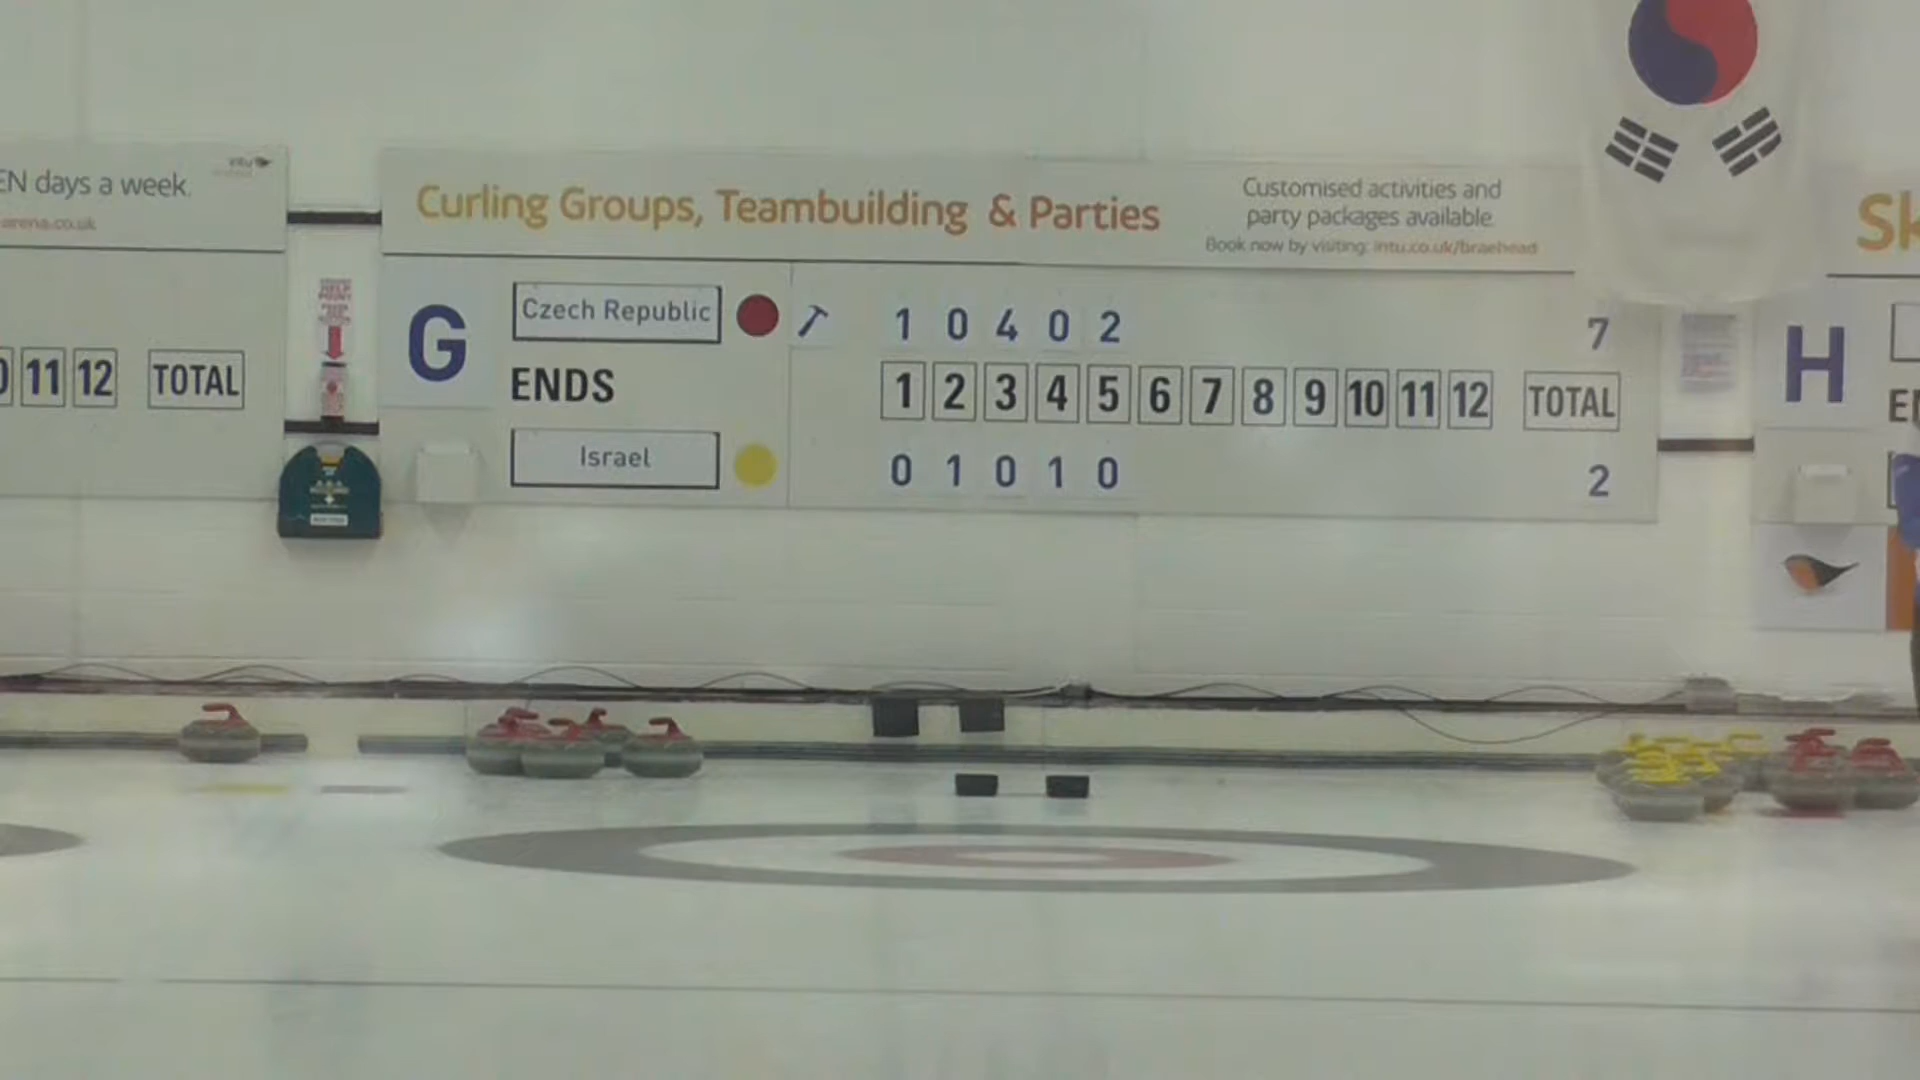 EN days a week.
arena.co.uk
intu
11 12 TOTAL
HELP
POINT
Curling Groups, Teambuilding & Parties
Customised activities and
party packages available.
Book now by visiting: intu.co.uk/braehead
G
Czech Republic 1 0 4 0 2 7
ENDS 1 2 3 4 5 6 7 8 9 10 11 12 TOTAL
Israel 0 1 0 1 0 2
Sk
H